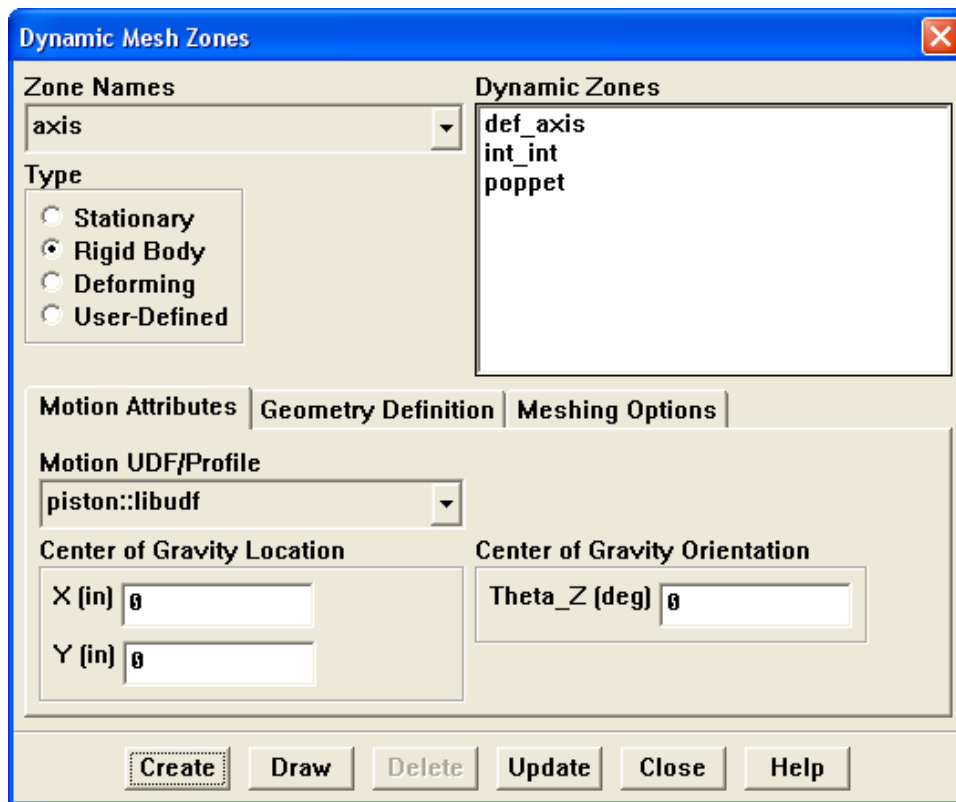 Dynamic Mesh Zones
Zone Names
axis
Type
Stationary
Rigid Body
Deforming
User-Defined
Dynamic Zones
def_axis
int_int
poppet
Motion Attributes
Geometry Definition
Meshing Options
Motion UDF/Profile
piston::libudf
Center of Gravity Location
X (in) 0
Y (in) 0
Center of Gravity Orientation
Theta_Z (deg) 0
Create
Draw
Delete
Update
Close
Help